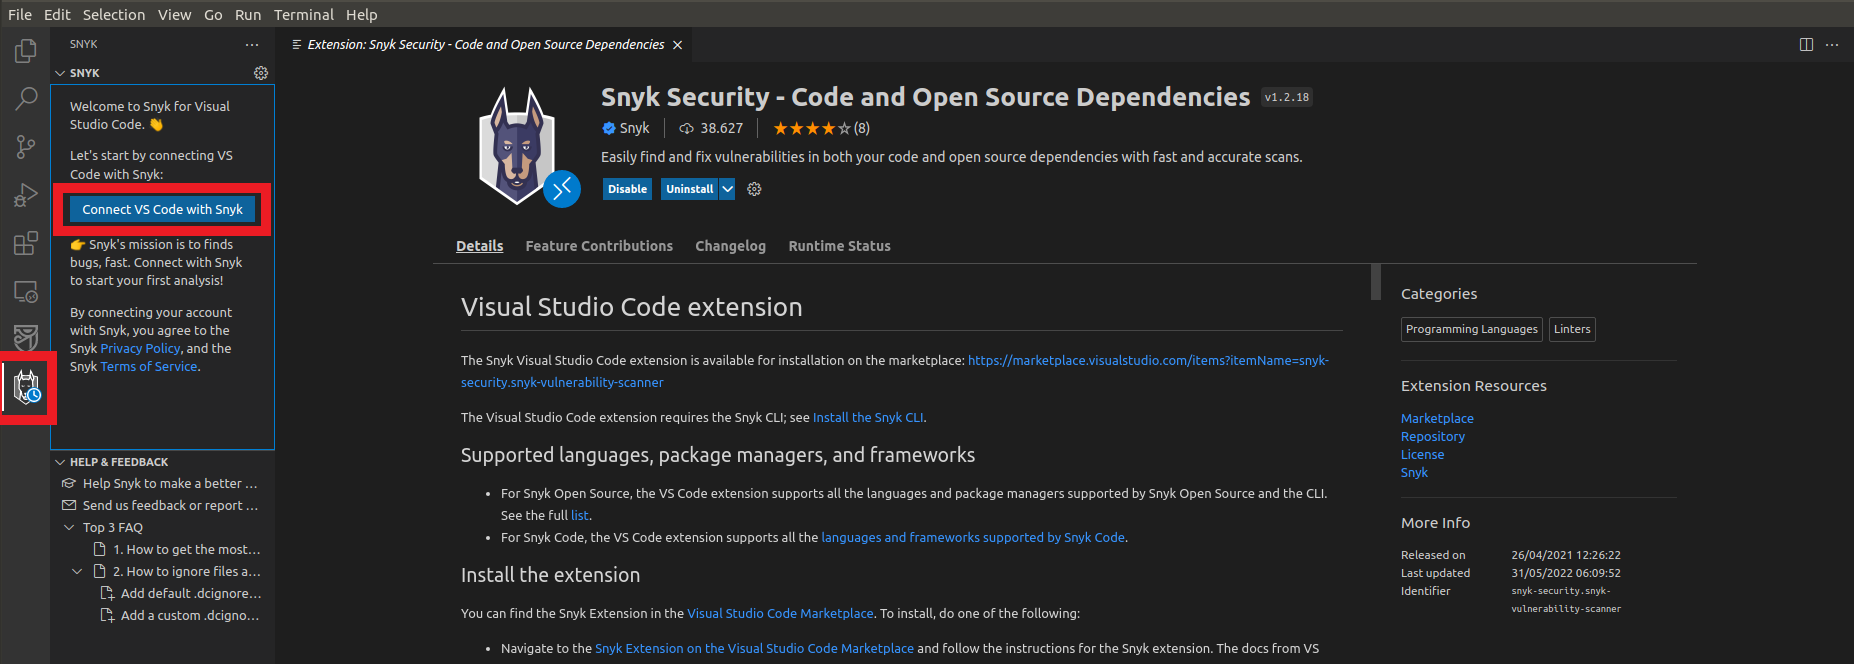 File Edit Selection View Go Run Terminal Help
SNYK
SNYK
Welcome to Snyk for Visual
Studio Code. 👋
Let's start by connecting VS
Code with Snyk:
Connect VS Code with Snyk
👉 Snyk's mission is to finds
bugs, fast. Connect with Snyk
to start your first analysis!
By connecting your account
with Snyk, you agree to the
Snyk Privacy Policy, and the
Snyk Terms of Service.
HELP & FEEDBACK
Help Snyk to make a better ...
Send us feedback or report ...
Top 3 FAQ
1. How to get the most...
2. How to ignore files a...
Add default .dcignore...
Add a custom .dcigno...
Extension: Snyk Security - Code and Open Source Dependencies
Snyk Security - Code and Open Source Dependencies v1.2.18
Snyk 38.627 ★★★★☆(8)
Easily find and fix vulnerabilities in both your code and open source dependencies with fast and accurate scans.
Disable Uninstall
Details Feature Contributions Changelog Runtime Status
Visual Studio Code extension
The Snyk Visual Studio Code extension is available for installation on the marketplace: https://marketplace.visualstudio.com/items?itemName=snyk-
security.snyk-vulnerability-scanner
The Visual Studio Code extension requires the Snyk CLI; see Install the Snyk CLI.
Supported languages, package managers, and frameworks
• For Snyk Open Source, the VS Code extension supports all the languages and package managers supported by Snyk Open Source and the CLI.
See the full list.
• For Snyk Code, the VS Code extension supports all the languages and frameworks supported by Snyk Code.
Install the extension
You can find the Snyk Extension in the Visual Studio Code Marketplace. To install, do one of the following:
• Navigate to the Snyk Extension on the Visual Studio Code Marketplace and follow the instructions for the Snyk extension. The docs from VS
Categories
Programming Languages Linters
Extension Resources
Marketplace
Repository
License
Snyk
More Info
Released on 26/04/2021 12:26:22
Last updated 31/05/2022 06:09:52
Identifier snyk-security.snyk-
vulnerability-scanner